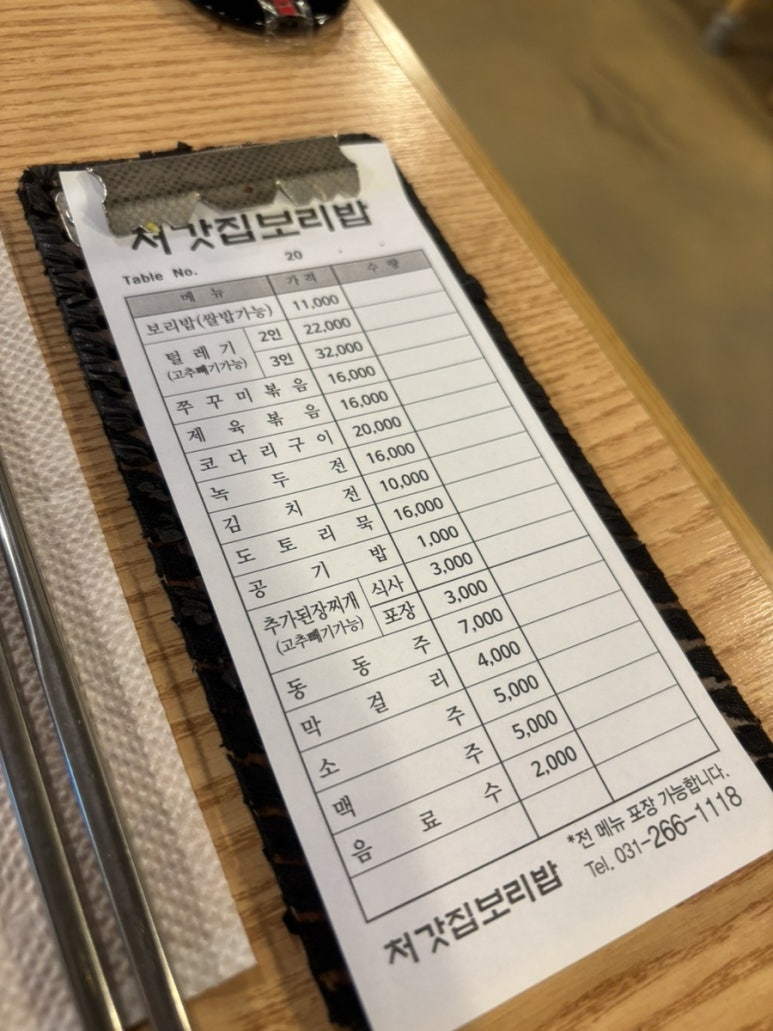 처갓집보리밥
Table No. 20 . .
메 뉴 가 격 수 량
보리밥(쌀밥가능) 11,000
털 레 기 2인 22,000
(고추빼기가능) 3인 32,000
쭈 꾸 미 볶 음 16,000
제 육 볶 음 16,000
코 다 리 구 이 20,000
녹 두 전 16,000
김 치 전 10,000
도 토 리 묵 16,000
공 기 밥 1,000
추가된장찌개 식사 3,000
(고추빼기가능) 포장 3,000
동 동 주 7,000
막 걸 리 4,000
소 주 5,000
맥 주 5,000
음 료 수 2,000
*전 메뉴 포장 가능합니다.
처갓집보리밥 Tel. 031-266-1118